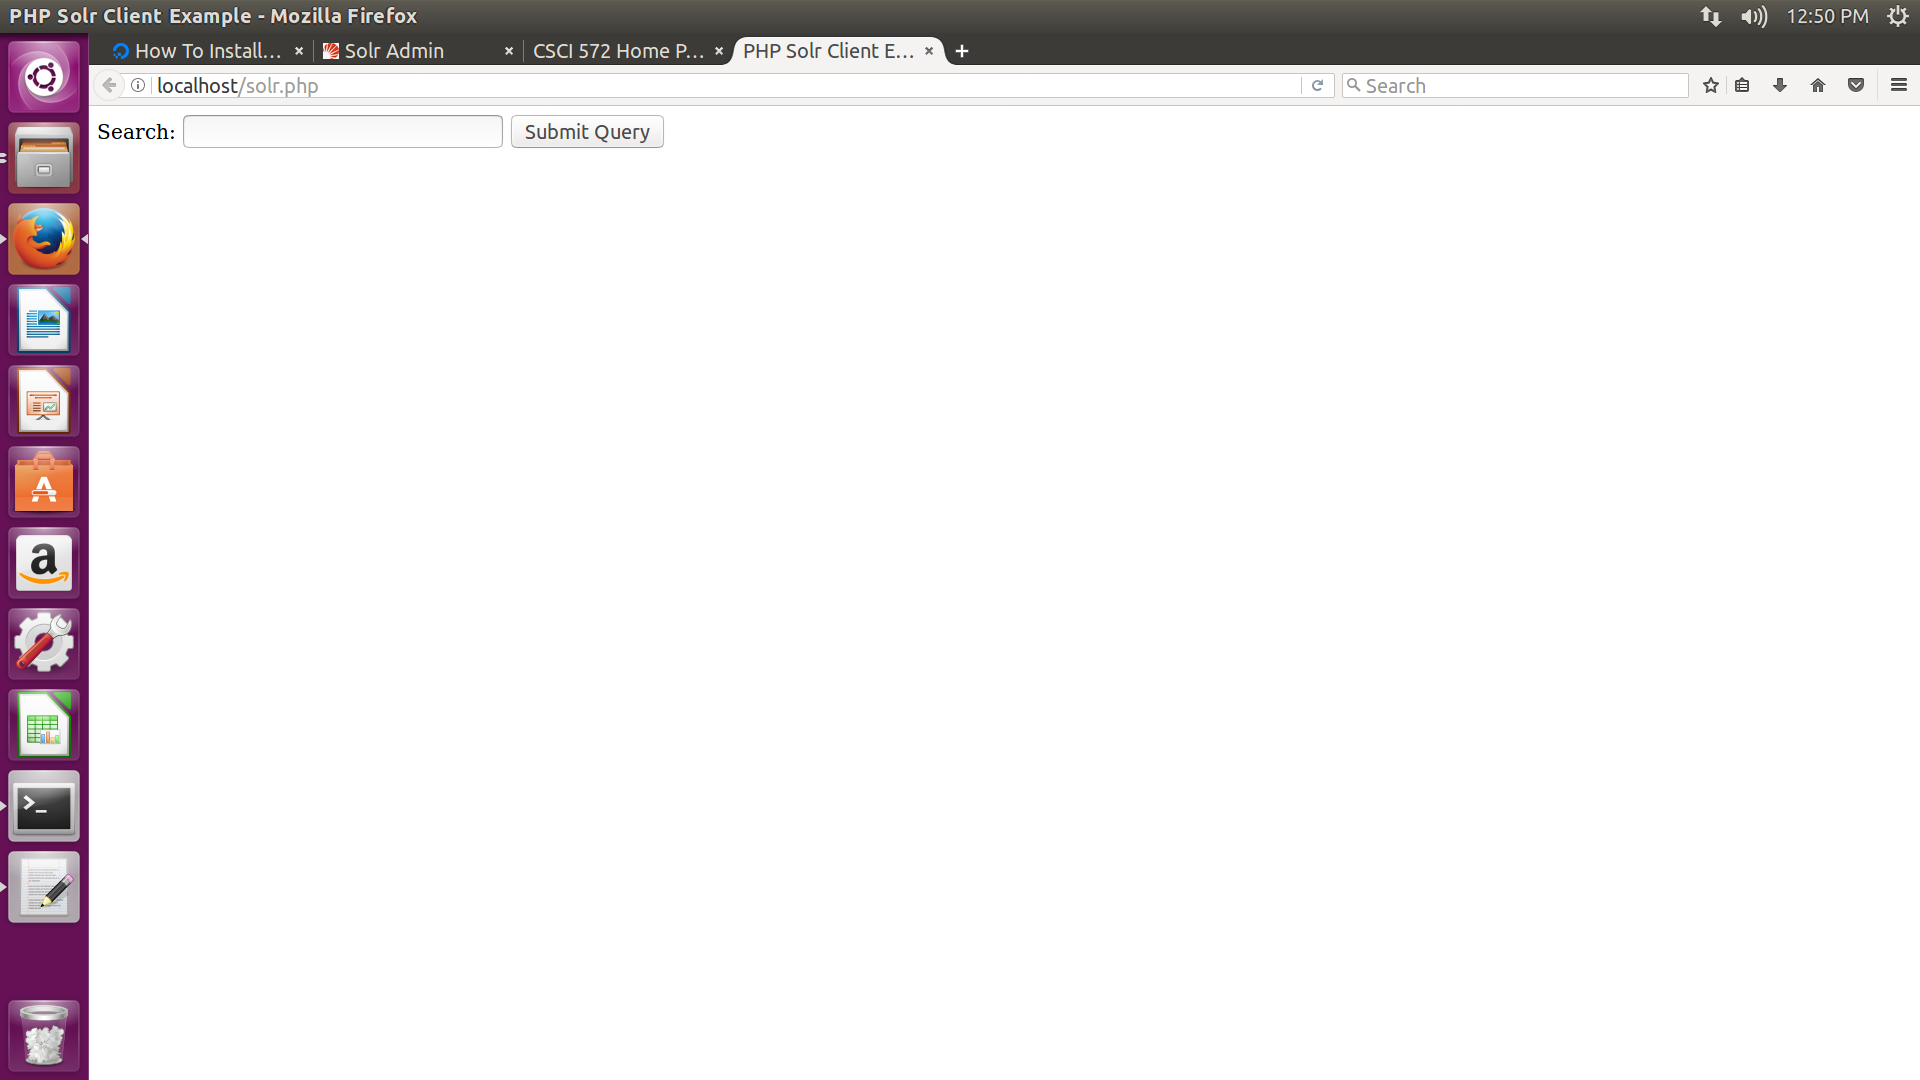 PHP Solr Client Example - Mozilla Firefox
12:50 PM
How To Install...
Solr Admin
CSCI 572 Home P...
PHP Solr Client E...
localhost/solr.php
Search
Search:
Submit Query